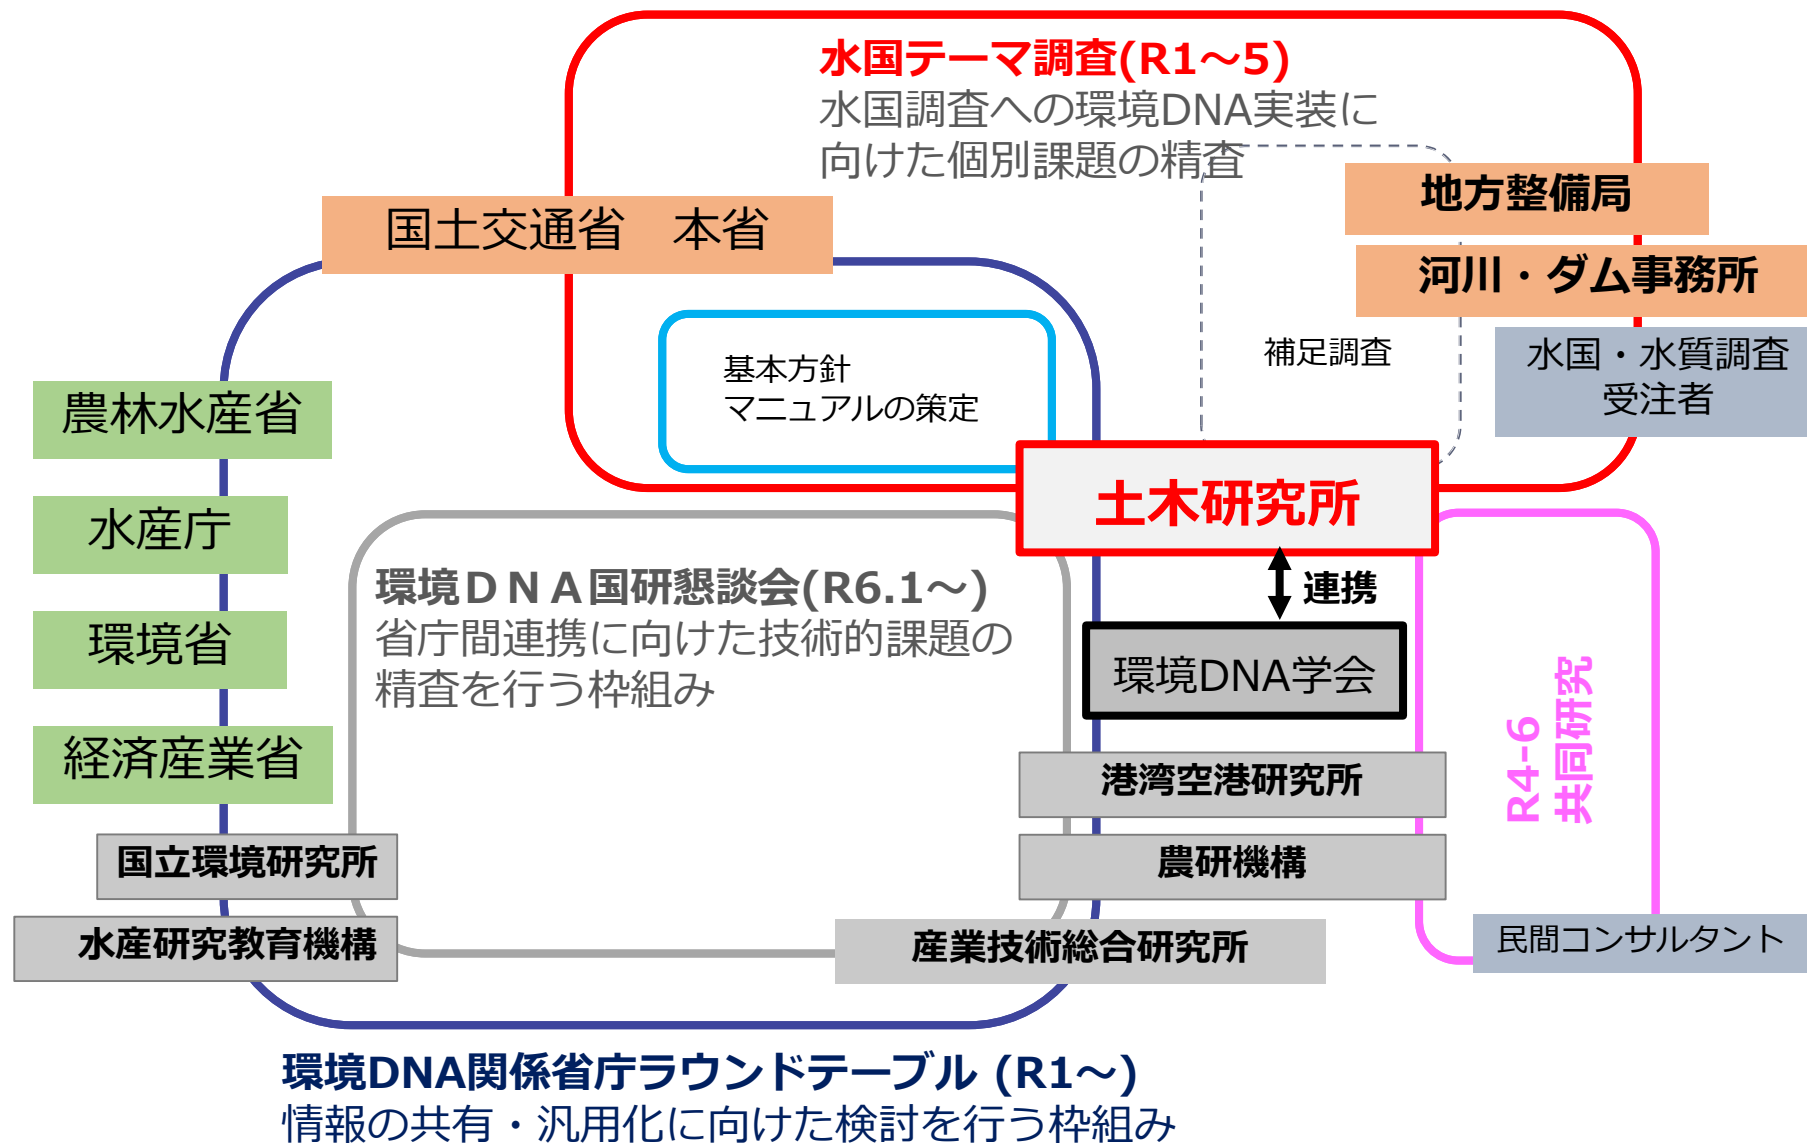 水国テーマ調査(R1～5)
水国調査への環境DNA実装に
向けた個別課題の精査
国土交通省　本省
地方整備局
河川・ダム事務所
水国・水質調査
受注者
補足調査
基本方針
マニュアルの策定
農林水産省
水産庁
環境省
経済産業省
土木研究所
連携
環境DNA学会
環境ＤＮＡ国研懇談会(R6.1～)
省庁間連携に向けた技術的課題の
精査を行う枠組み
R4-6
共同研究
港湾空港研究所
農研機構
国立環境研究所
水産研究教育機構
産業技術総合研究所
民間コンサルタント
環境DNA関係省庁ラウンドテーブル (R1～)
情報の共有・汎用化に向けた検討を行う枠組み